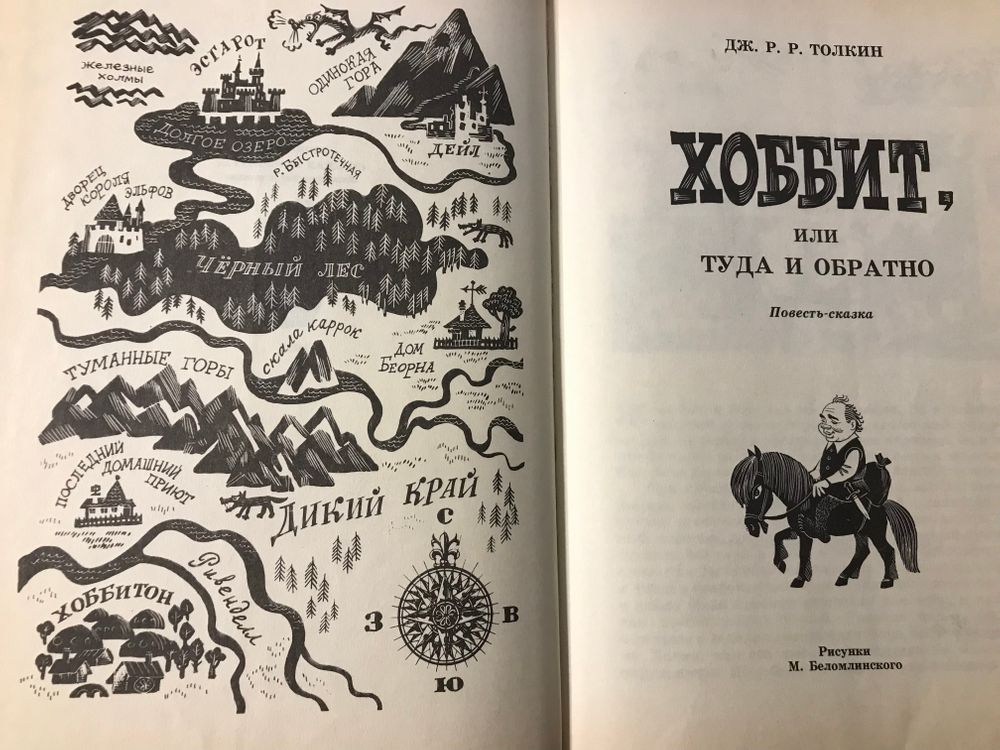 Железные
холмы
ЭСГАРОТ
ОДИНОКАЯ
ГОРА
ДОЛГОЕ ОЗЕРО
ДЕЙЛ
Р. БЫСТРОТЕЧНАЯ
ДВОРЕЦ
КОРОЛЯ
ЭЛЬФОВ
ЧЁРНЫЙ ЛЕС
СКАЛА КАРРОК
ДОМ
БЕОРНА
ТУМАННЫЕ ГОРЫ
ПОСЛЕДНИЙ
ДОМАШНИЙ
ПРИЮТ
ДИКИЙ КРАЙ
Ривенделл
ХОББИТОН
С
З
В
Ю
ДЖ. Р. Р. ТОЛКИН
ХОББИТ,
ИЛИ
ТУДА И ОБРАТНО
Повесть-сказка
Рисунки
М. Беломлинского